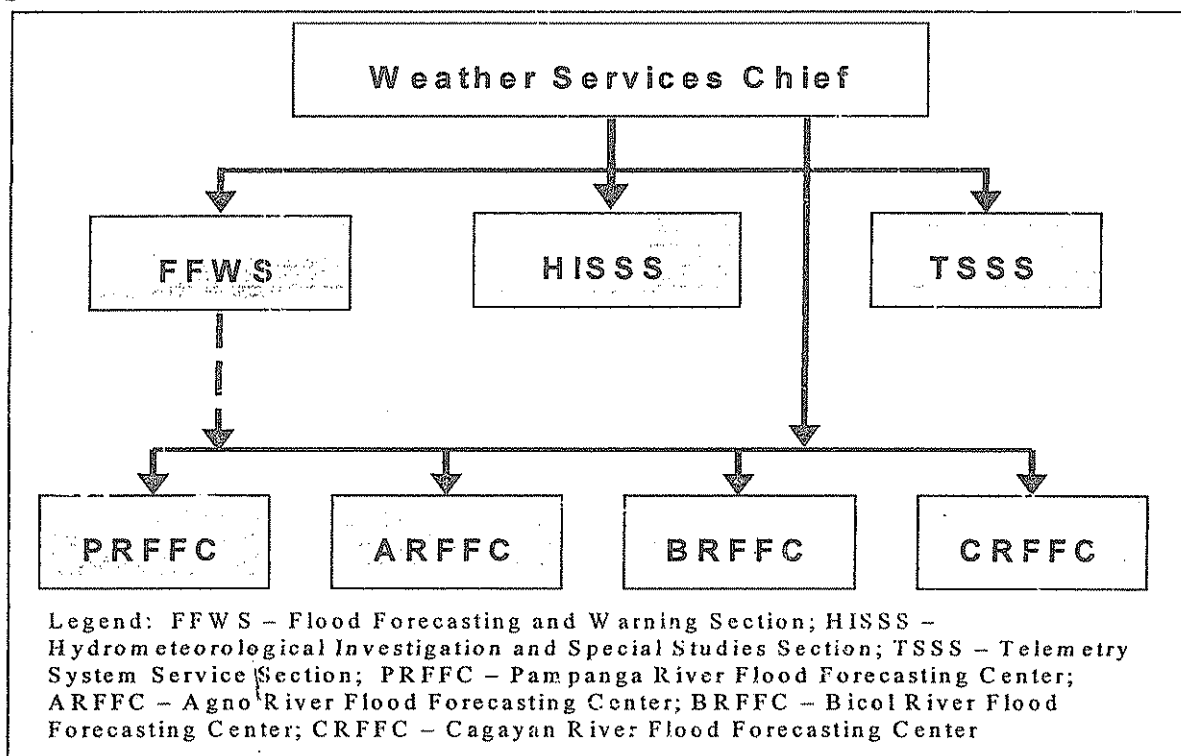 Weather Services Chief
FFWS
HISSS
TSSS
PRFFC
ARFFC
BRFFC
CRFFC
Legend: FFWS – Flood Forecasting and Warning Section; HISSS –
Hydrometeorological Investigation and Special Studies Section; TSSS – Telemetry
System Service Section; PRFFC – Pampanga River Flood Forecasting Center;
ARFFC – Agno River Flood Forecasting Center; BRFFC – Bicol River Flood
Forecasting Center; CRFFC – Cagayan River Flood Forecasting Center